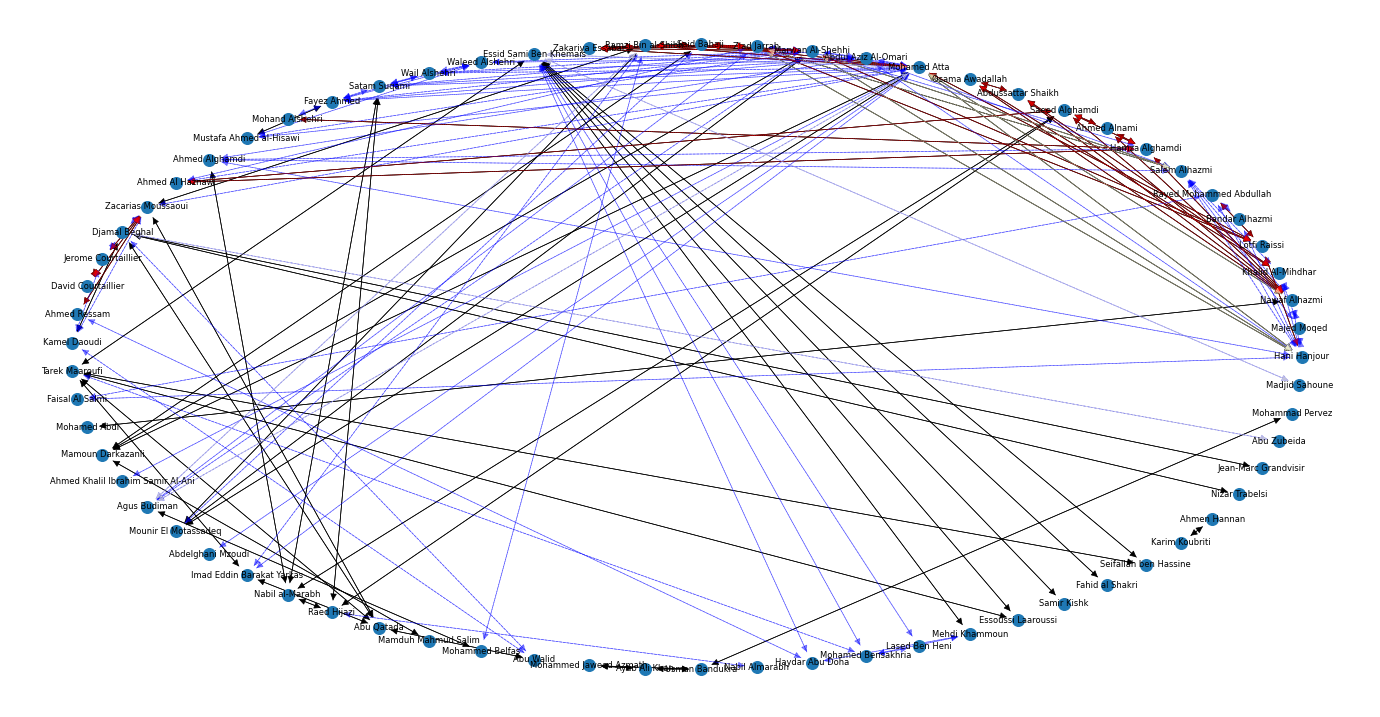 Essid Sami Ben Khemais
Zakariya Essabar
Ramzi Bin al-Shibh
Said Bahaji
Ziad Jarrah
Marwan Al-Shehhi
Abdulaziz Al-Omari
Mohamed Atta
Waleed Alshehri
Wail Alshehri
Osama Awadallah
Satam Suqami
Abdussattar Shaikh
Fayez Ahmed
Saeed Alghamdi
Mohand Alshehri
Ahmed Alnami
Mustafa Ahmed al-Hisawi
Hamza Alghamdi
Ahmed Alghamdi
Salem Alhazmi
Ahmed Al Haznawi
Rayed Mohammed Abdullah
Zacarias Moussaoui
Bandar Alhazmi
Djamal Beghal
Lotfi Raissi
Jerome Courtaillier
Khalid Al-Mihdhar
David Courtaillier
Nawaf Alhazmi
Ahmed Ressam
Majed Moqed
Kamel Daoudi
Hani Hanjour
Tarek Maaroufi
Madjid Sahoune
Faisal Al Salmi
Mohammad Pervez
Mohamed Abdi
Abu Zubeida
Mamoun Darkazanli
Jean-Marc Grandvisir
Ahmed Khalil Ibrahim Samir Al-Ani
Nizar Trabelsi
Agus Budiman
Ahmen Hannan
Mounir El Motassadeq
Karim Koubriti
Abdelghani Mzoudi
Seifallah ben Hassine
Imad Eddin Barakat Yarkas
Fahid al Shakri
Nabil al-Marabh
Samir Kishk
Raed Hijazi
Essoussi Laaroussi
Abu Qatada
Mehdi Khammoun
Mamduh Mahmud Salim
Lased Ben Heni
Mohammed Belfas
Mohamed Bensakhria
Abu Walid
Haydar Abu Doha
Mohammed Jaweed Azmath
Ayub Ali Khan
Usman Bandukra
Nabil Almarabh